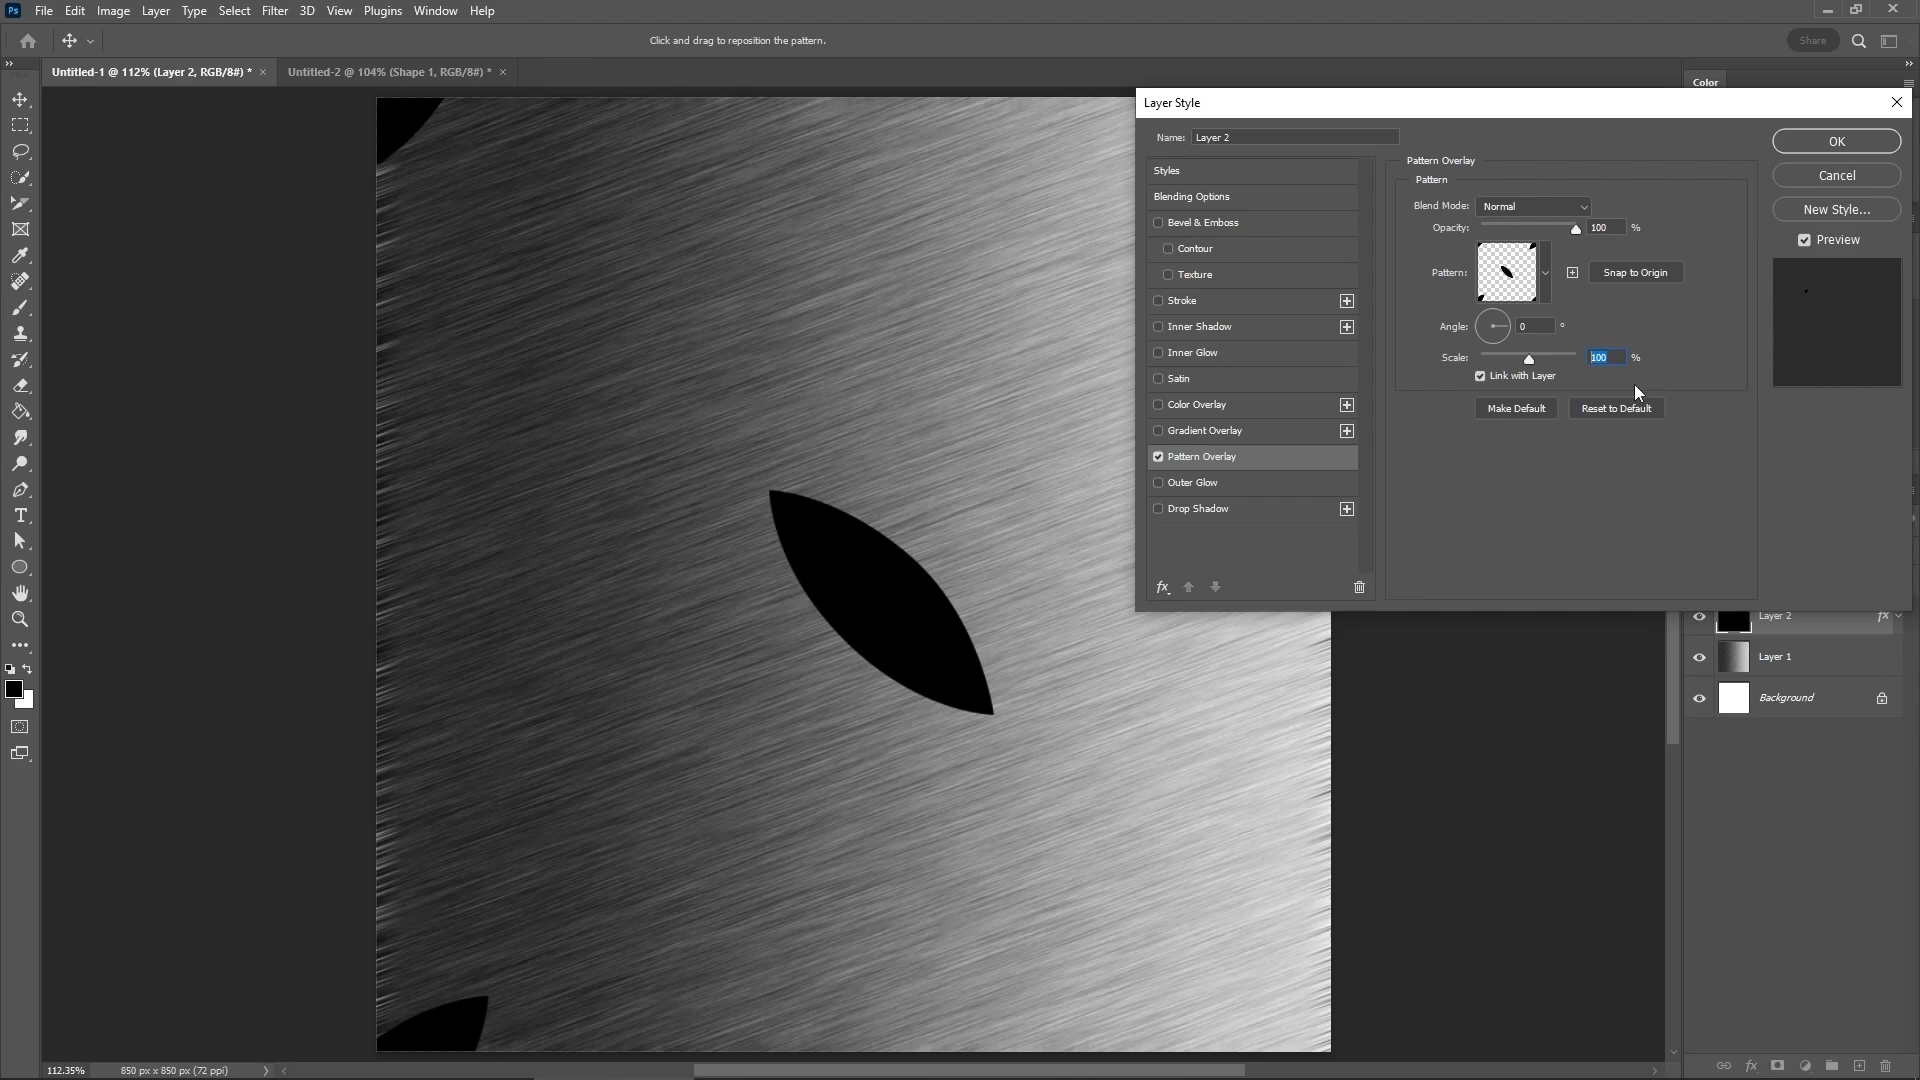 Ps File Edit Image Layer Type Select Filter 3D View Plugins Window Help
Click and drag to reposition the pattern.
Share
Untitled-1 @ 112% (Layer 2, RGB/8#) * × Untitled-2 @ 104% (Shape 1, RGB/8#) * ×
Color
Layer Style
Name: Layer 2
Styles
Blending Options
Bevel & Emboss
Contour
Texture
Stroke
Inner Shadow
Inner Glow
Satin
Color Overlay
Gradient Overlay
Pattern Overlay
Outer Glow
Drop Shadow
fx
Pattern Overlay
Pattern
Blend Mode: Normal
Opacity: 100 %
Pattern: Snap to Origin
Angle: 0 °
Scale: 100 %
Link with Layer
Make Default Reset to Default
OK
Cancel
New Style...
Preview
Layer 2 fx
Layer 1
Background
T
112.35% 850 px x 850 px (72 ppi)
fx